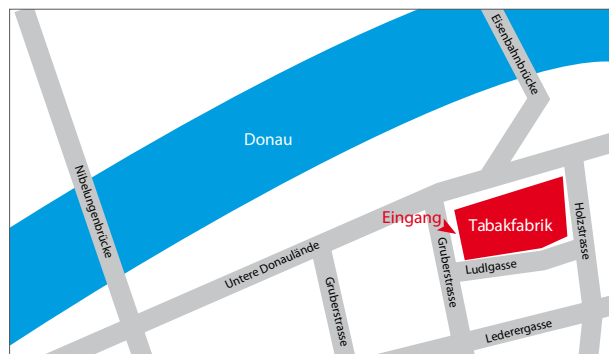 Eisenbahnbrücke
Donau
Nibelungenbrücke
Eingang
Tabakfabrik
Holzstrasse
Untere Donaulände
Gruberstrasse
Gruberstrasse
Ludlgasse
Lederergasse